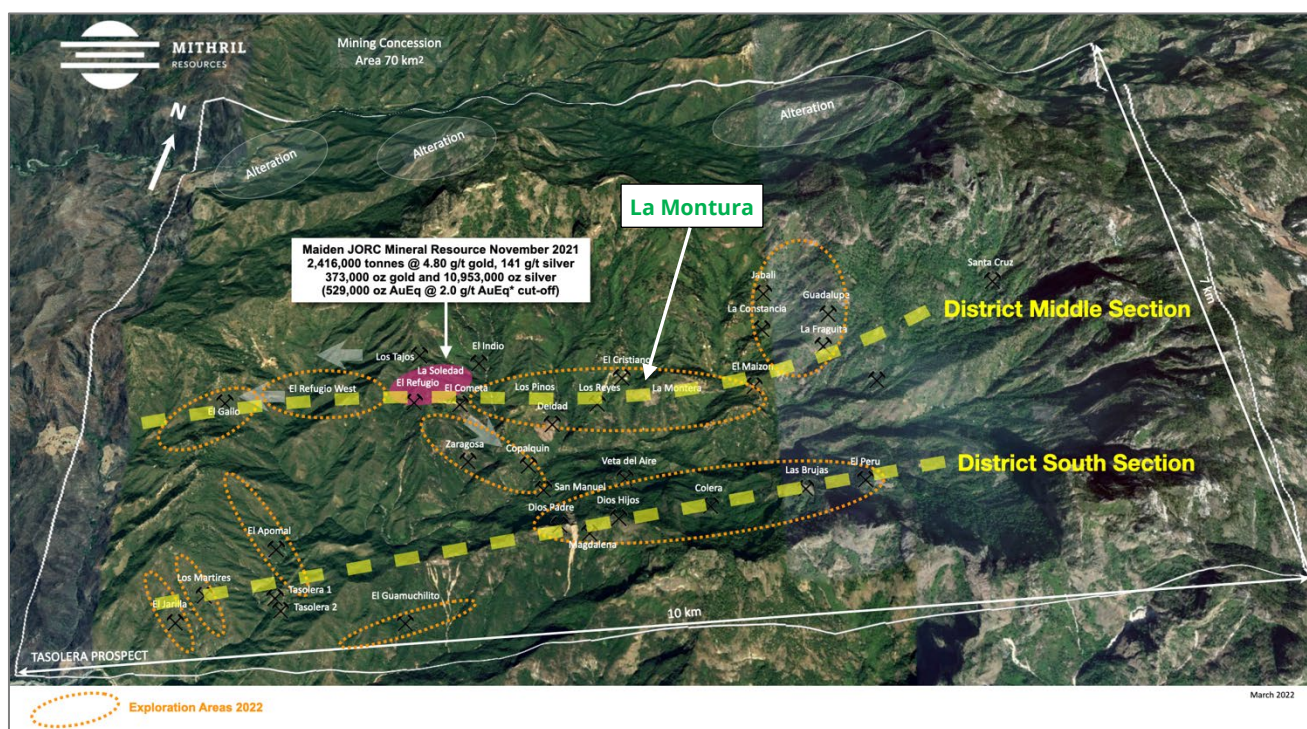 MITHRIL
RESOURCES
Mining Concession
Area 70 km²
N
Alteration
Alteration
Alteration
La Montura
Maiden JORC Mineral Resource November 2021
2,416,000 tonnes @ 4.80 g/t gold, 141 g/t silver
373,000 oz gold and 10,953,000 oz silver
(529,000 oz AuEq @ 2.0 g/t AuEq* cut-off)
Santa Cruz
7 km
Jabali
Guadalupe
La Constancia
La Fraguita
District Middle Section
El Indio
Los Tajos
La Soledad
El Cristiano
El Maizon
El Refugio West
El Refugio
El Cometa
Los Pinos
Los Reyes
La Montera
El Gallo
Deidad
Zaragosa
Copalquin
Veta del Aire
Las Brujas
El Peru
District South Section
San Manuel
Colera
Dios Padre
Dios Hijos
Magdalena
El Apomal
Los Martires
El Jarilla
Tasolera 1
Tasolera 2
El Guamuchilito
10 km
TASOLERA PROSPECT
March 2022
Exploration Areas 2022